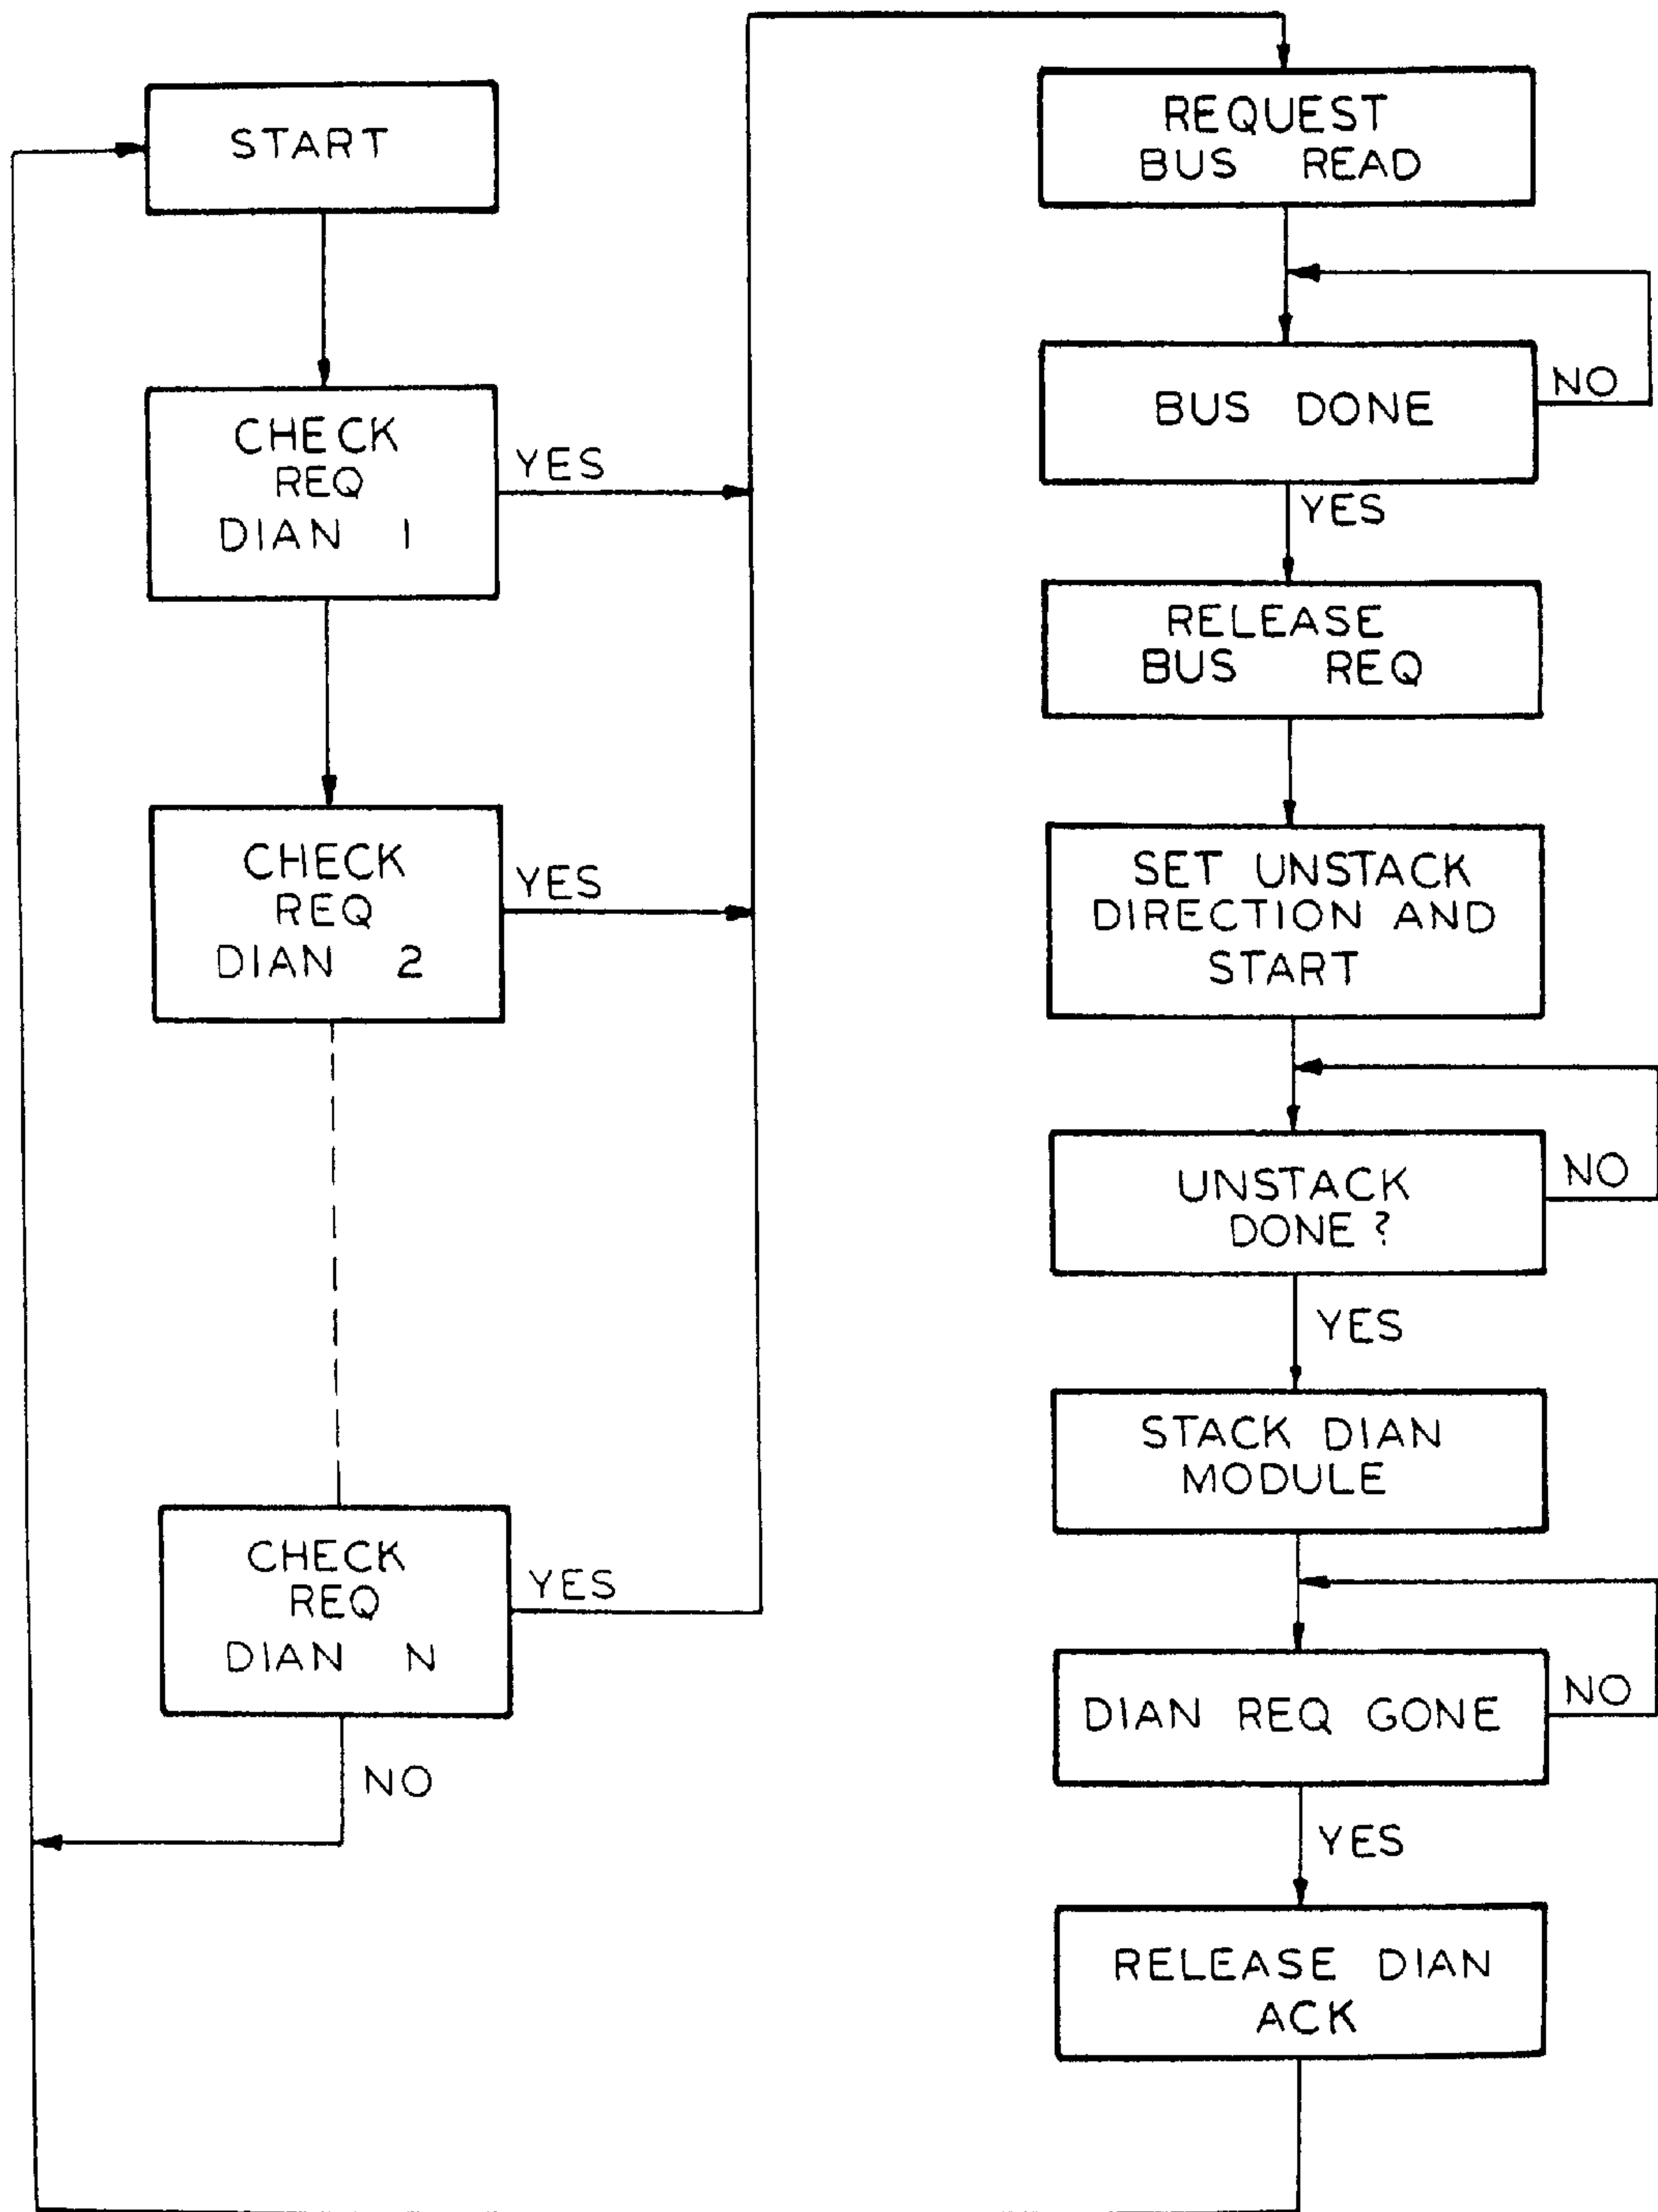 START
CHECK
REQ
DIAN 1
YES
CHECK
REQ
DIAN 2
YES
CHECK
REQ
DIAN N
YES
NO
REQUEST
BUS READ
BUS DONE
NO
YES
RELEASE
BUS REQ
SET UNSTACK
DIRECTION AND
START
UNSTACK
DONE?
NO
YES
STACK DIAN
MODULE
DIAN REQ GONE
NO
YES
RELEASE DIAN
ACK